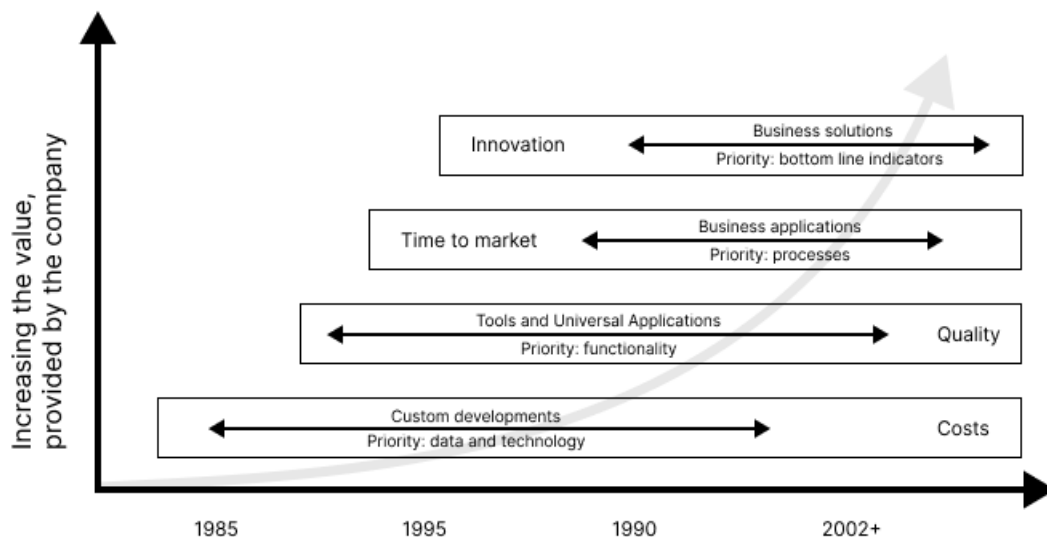 Increasing the value,
provided by the company
Innovation
Business solutions
Priority: bottom line indicators
Time to market
Business applications
Priority: processes
Tools and Universal Applications
Priority: functionality
Quality
Custom developments
Priority: data and technology
Costs
1985 1995 1990 2002+